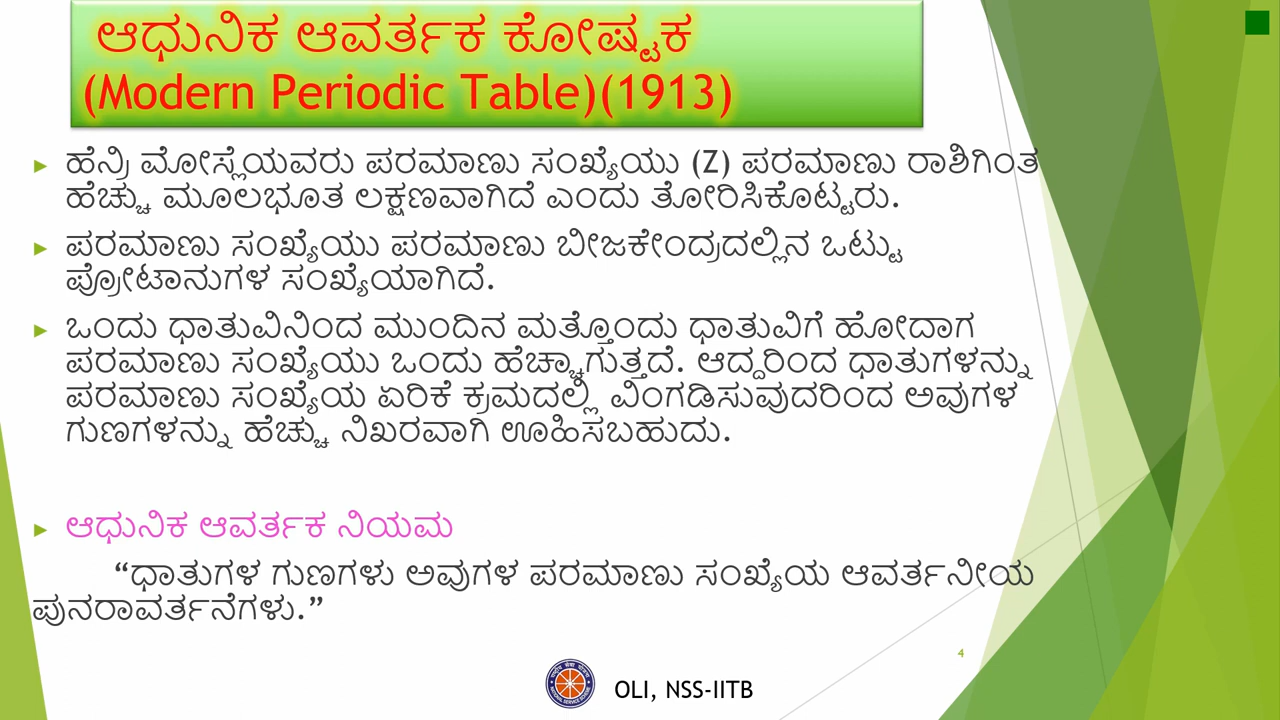 ಆಧುನಿಕ ಆವರ್ತಕ ಕೋಷ್ಟಕ
(Modern Periodic Table)(1913)
ಹೆನ್ರಿ ಮೋಸ್ಲೆಯವರು ಪರಮಾಣು ಸಂಖ್ಯೆಯು (Z) ಪರಮಾಣು ರಾಶಿಗಿಂತ
ಹೆಚ್ಚು ಮೂಲಭೂತ ಲಕ್ಷಣವಾಗಿದೆ ಎಂದು ತೋರಿಸಿಕೊಟ್ಟರು.
ಪರಮಾಣು ಸಂಖ್ಯೆಯು ಪರಮಾಣು ಬೀಜಕೇಂದ್ರದಲ್ಲಿನ ಒಟ್ಟು
ಪ್ರೋಟಾನುಗಳ ಸಂಖ್ಯೆಯಾಗಿದೆ.
ಒಂದು ಧಾತುವಿನಿಂದ ಮುಂದಿನ ಮತ್ತೊಂದು ಧಾತುವಿಗೆ ಹೋದಾಗ
ಪರಮಾಣು ಸಂಖ್ಯೆಯು ಒಂದು ಹೆಚ್ಚಾಗುತ್ತದೆ. ಆದ್ದರಿಂದ ಧಾತುಗಳನ್ನು
ಪರಮಾಣು ಸಂಖ್ಯೆಯ ಏರಿಕೆ ಕ್ರಮದಲ್ಲಿ ವಿಂಗಡಿಸುವುದರಿಂದ ಅವುಗಳ
ಗುಣಗಳನ್ನು ಹೆಚ್ಚು ನಿಖರವಾಗಿ ಊಹಿಸಬಹುದು.
ಆಧುನಿಕ ಆವರ್ತಕ ನಿಯಮ
“ಧಾತುಗಳ ಗುಣಗಳು ಅವುಗಳ ಪರಮಾಣು ಸಂಖ್ಯೆಯ ಆವರ್ತನೀಯ
ಪುನರಾವರ್ತನೆಗಳು.”
4
OLI, NSS-IITB